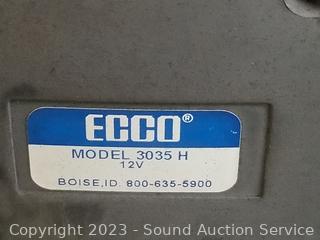 ECCO®
MODEL 3035 H
12V
BOISE, ID. 800-635-5900
Copyright © 2023 - Sound Auction Service